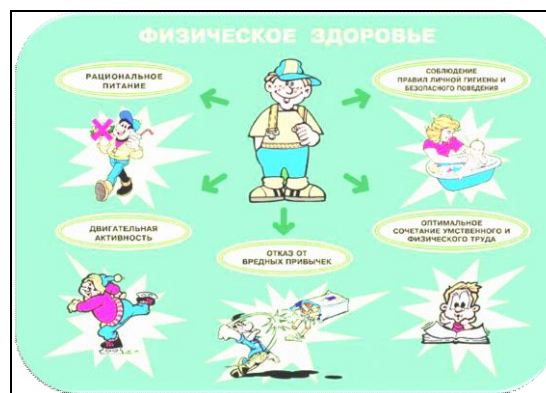 ФИЗИЧЕСКОЕ ЗДОРОВЬЕ
РАЦИОНАЛЬНОЕ
ПИТАНИЕ
СОБЛЮДЕНИЕ
ПРАВИЛ ЛИЧНОЙ ГИГИЕНЫ И
БЕЗОПАСНОГО ПОВЕДЕНИЯ
ДВИГАТЕЛЬНАЯ
АКТИВНОСТЬ
ОТКАЗ ОТ
ВРЕДНЫХ ПРИВЫЧЕК
ОПТИМАЛЬНОЕ
СОЧЕТАНИЕ УМСТВЕННОГО И
ФИЗИЧЕСКОГО ТРУДА